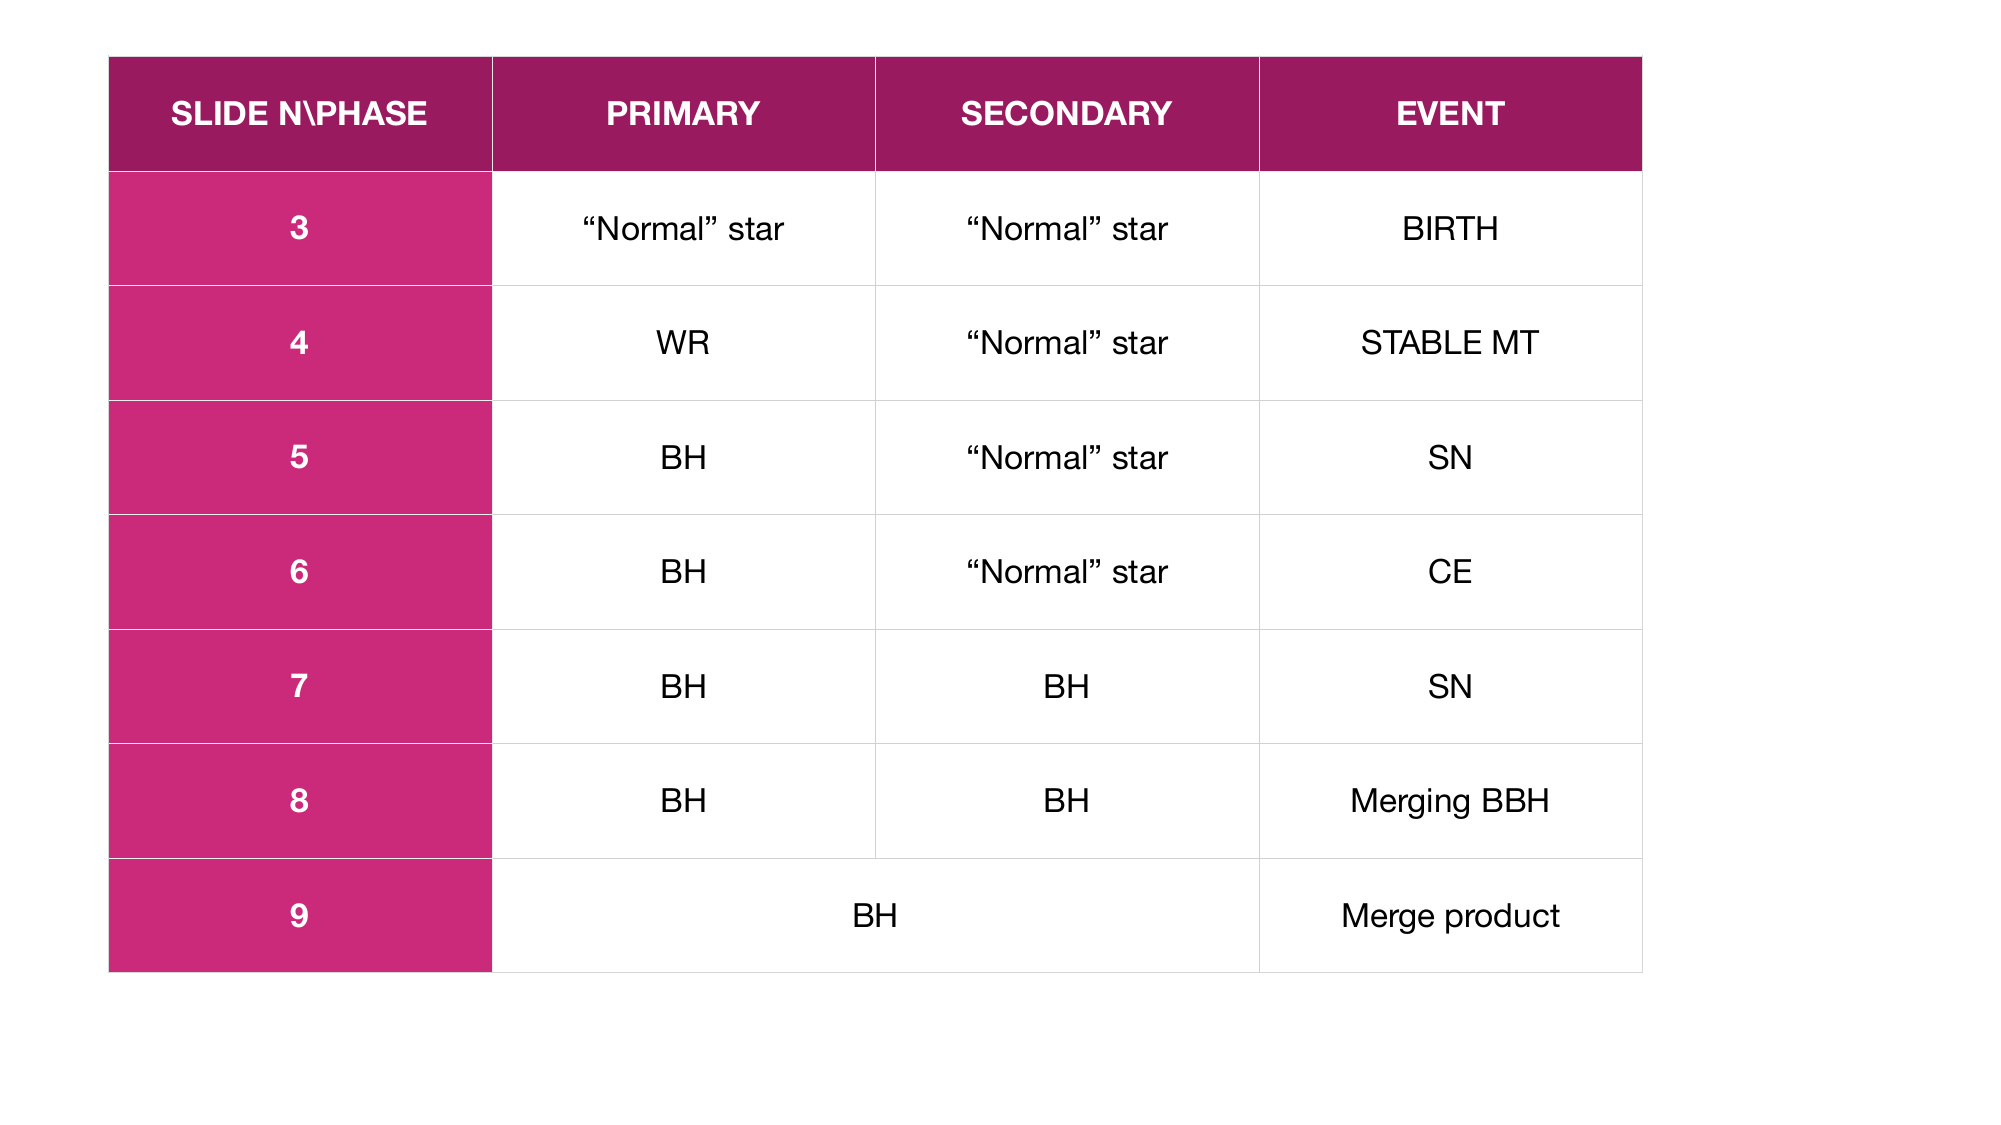 SLIDE N\PHASE PRIMARY SECONDARY EVENT
3 “Normal” star “Normal” star BIRTH
4 WR “Normal” star STABLE MT
5 BH “Normal” star SN
6 BH “Normal” star CE
7 BH BH SN
8 BH BH Merging BBH
9 BH Merge product